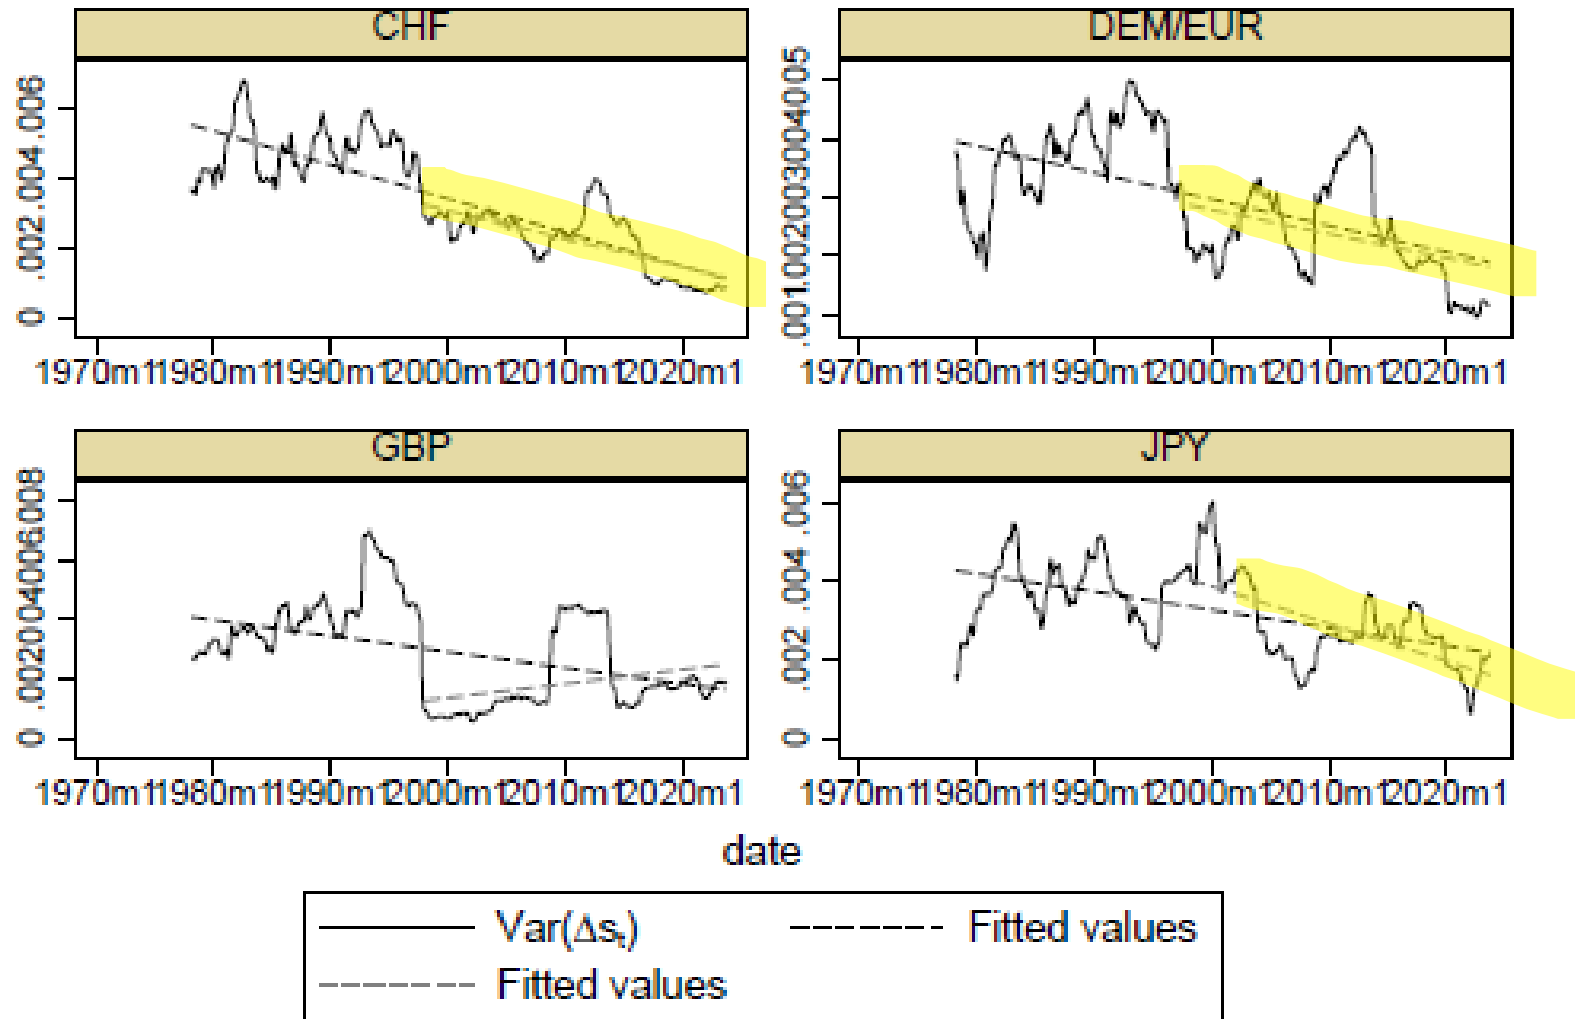 CHF
DEM/EUR
0 .002 .004 .006
.001 .002 .003 .004 .005
1970m1 1980m1 1990m1 2000m1 2010m1 2020m1
1970m1 1980m1 1990m1 2000m1 2010m1 2020m1
GBP
JPY
0 .002 .004 .006 .008
0 .002 .004 .006
1970m1 1980m1 1990m1 2000m1 2010m1 2020m1
1970m1 1980m1 1990m1 2000m1 2010m1 2020m1
date
Var(Δsₜ)
Fitted values
Fitted values